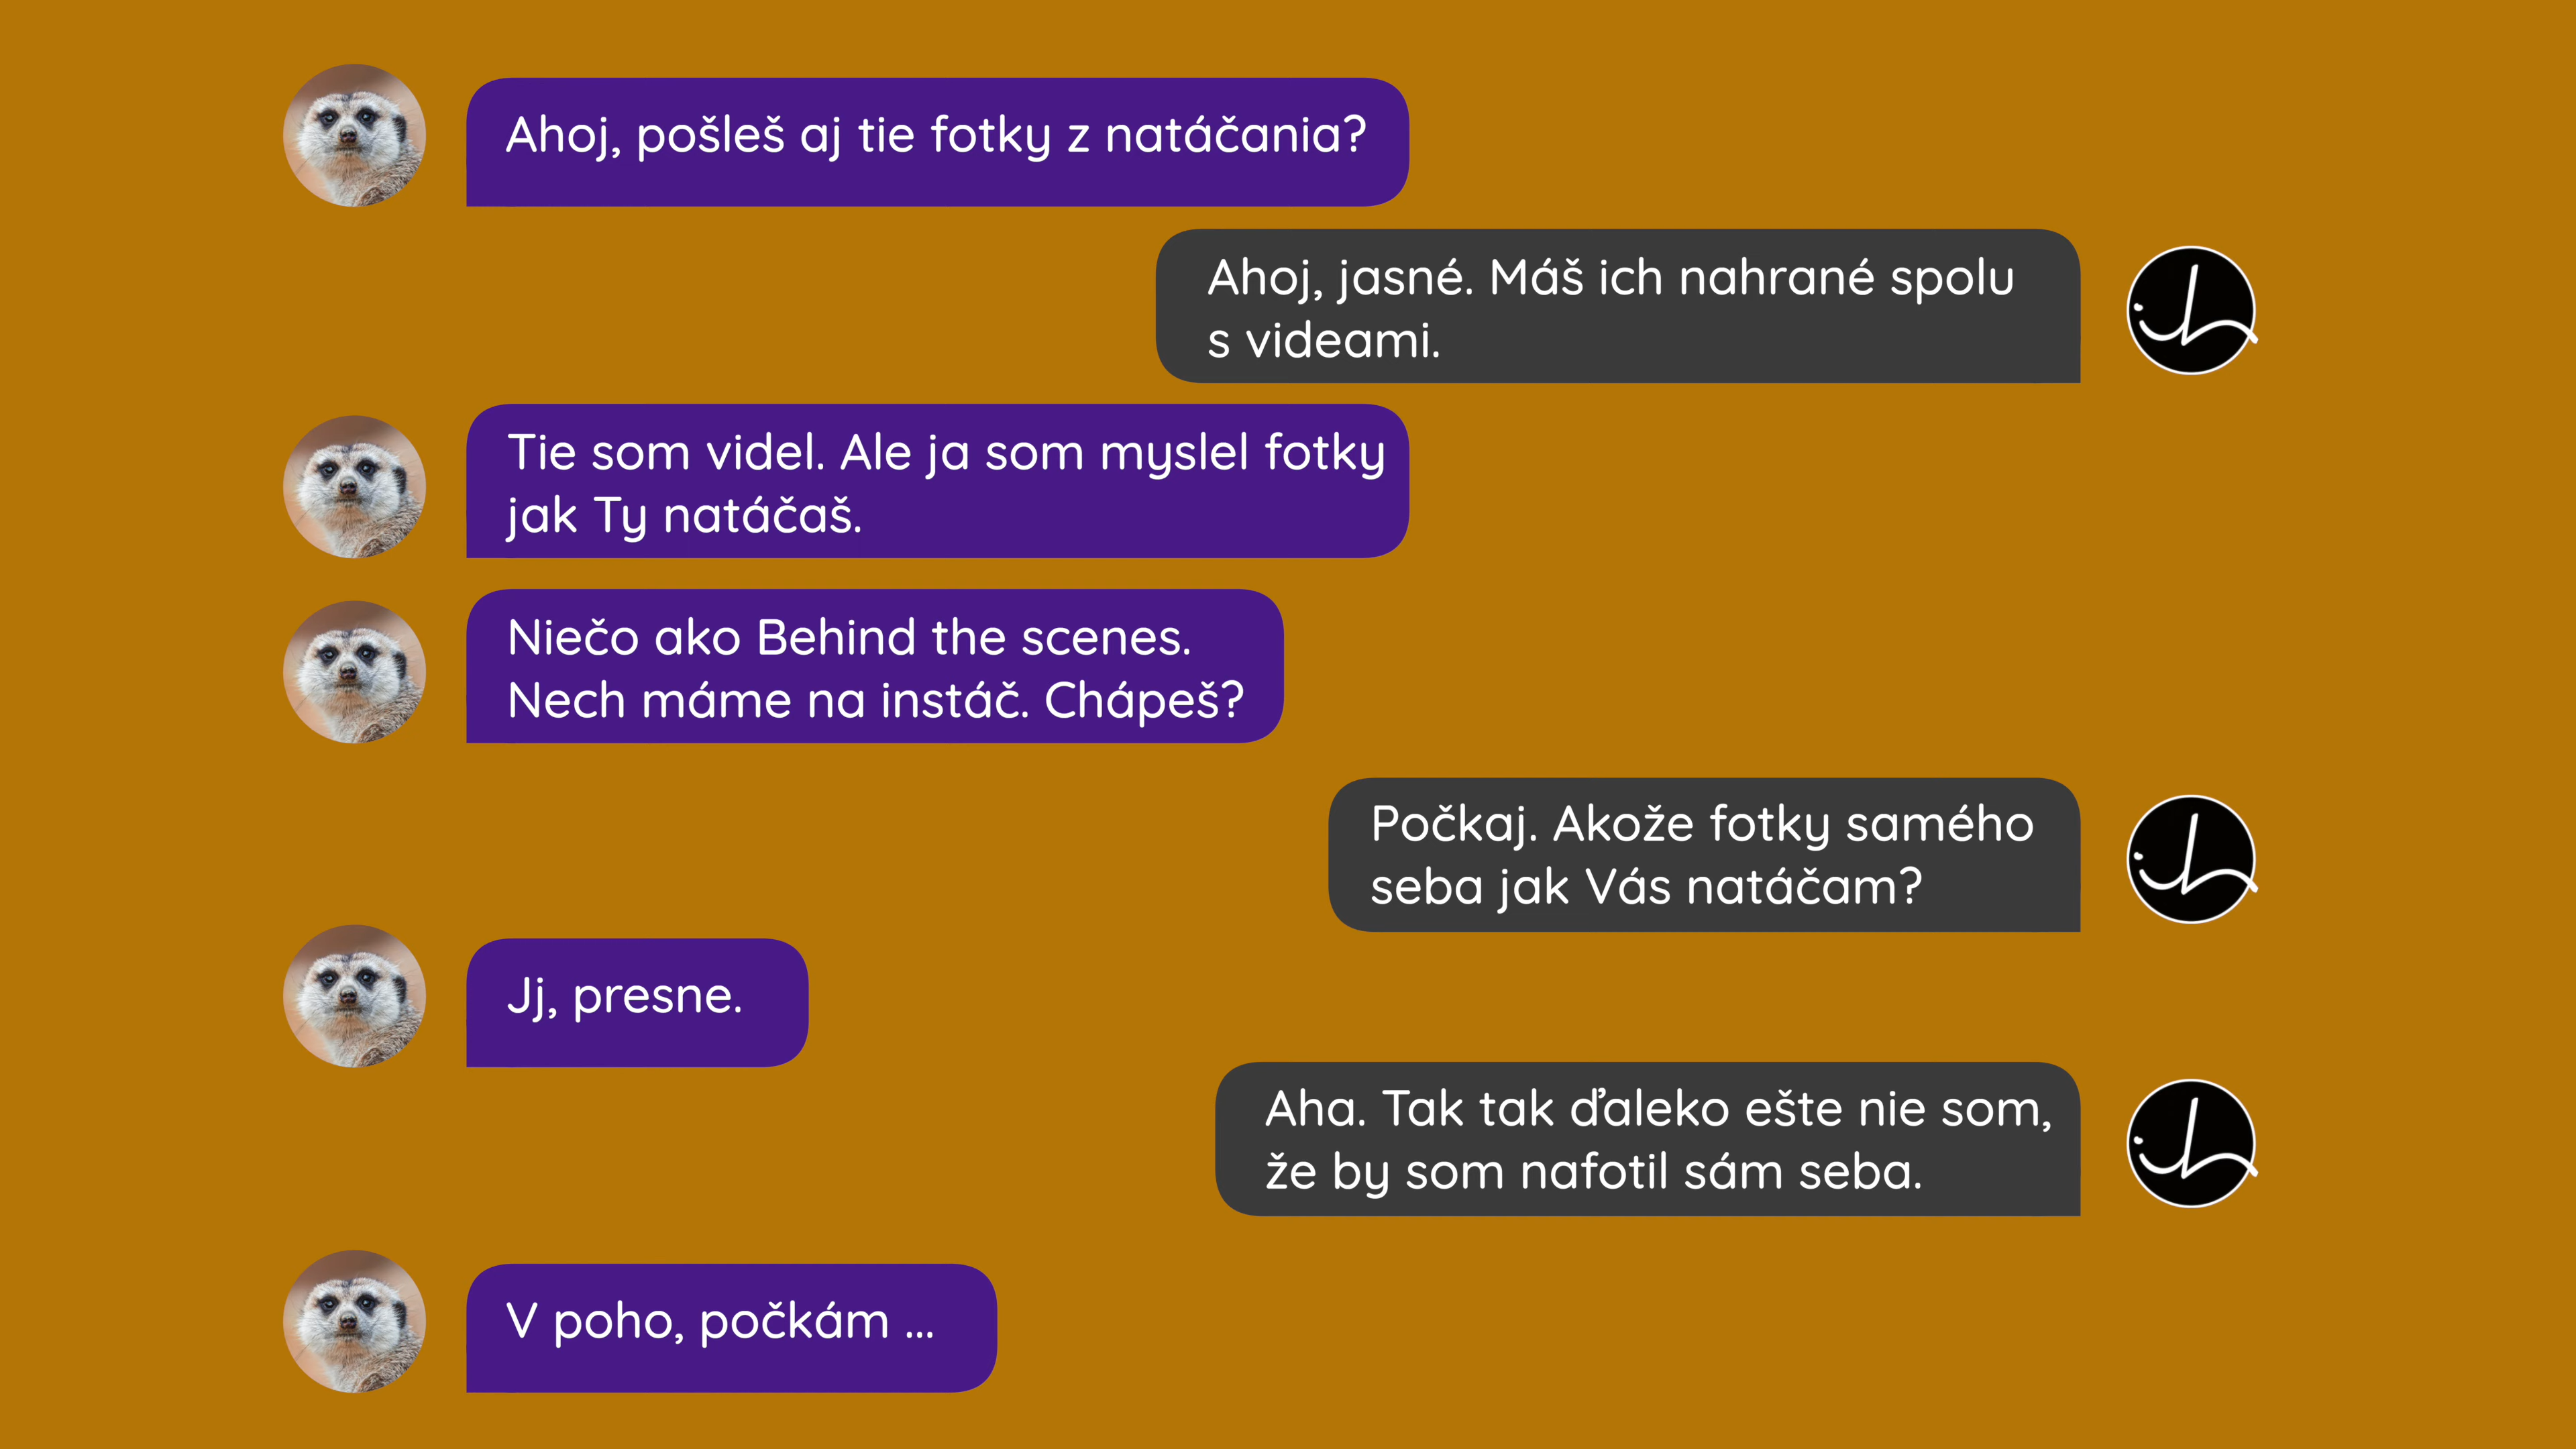 Ahoj, pošleš aj tie fotky z natáčania?
Ahoj, jasné. Máš ich nahrané spolu
s videami.
Tie som videl. Ale ja som myslel fotky
jak Ty natáčaš.
Niečo ako Behind the scenes.
Nech máme na instáč. Chápeš?
Počkaj. Akože fotky samého
seba jak Vás natáčam?
Jj, presne.
Aha. Tak tak ďaleko ešte nie som,
že by som nafotil sám seba.
V poho, počkám ...